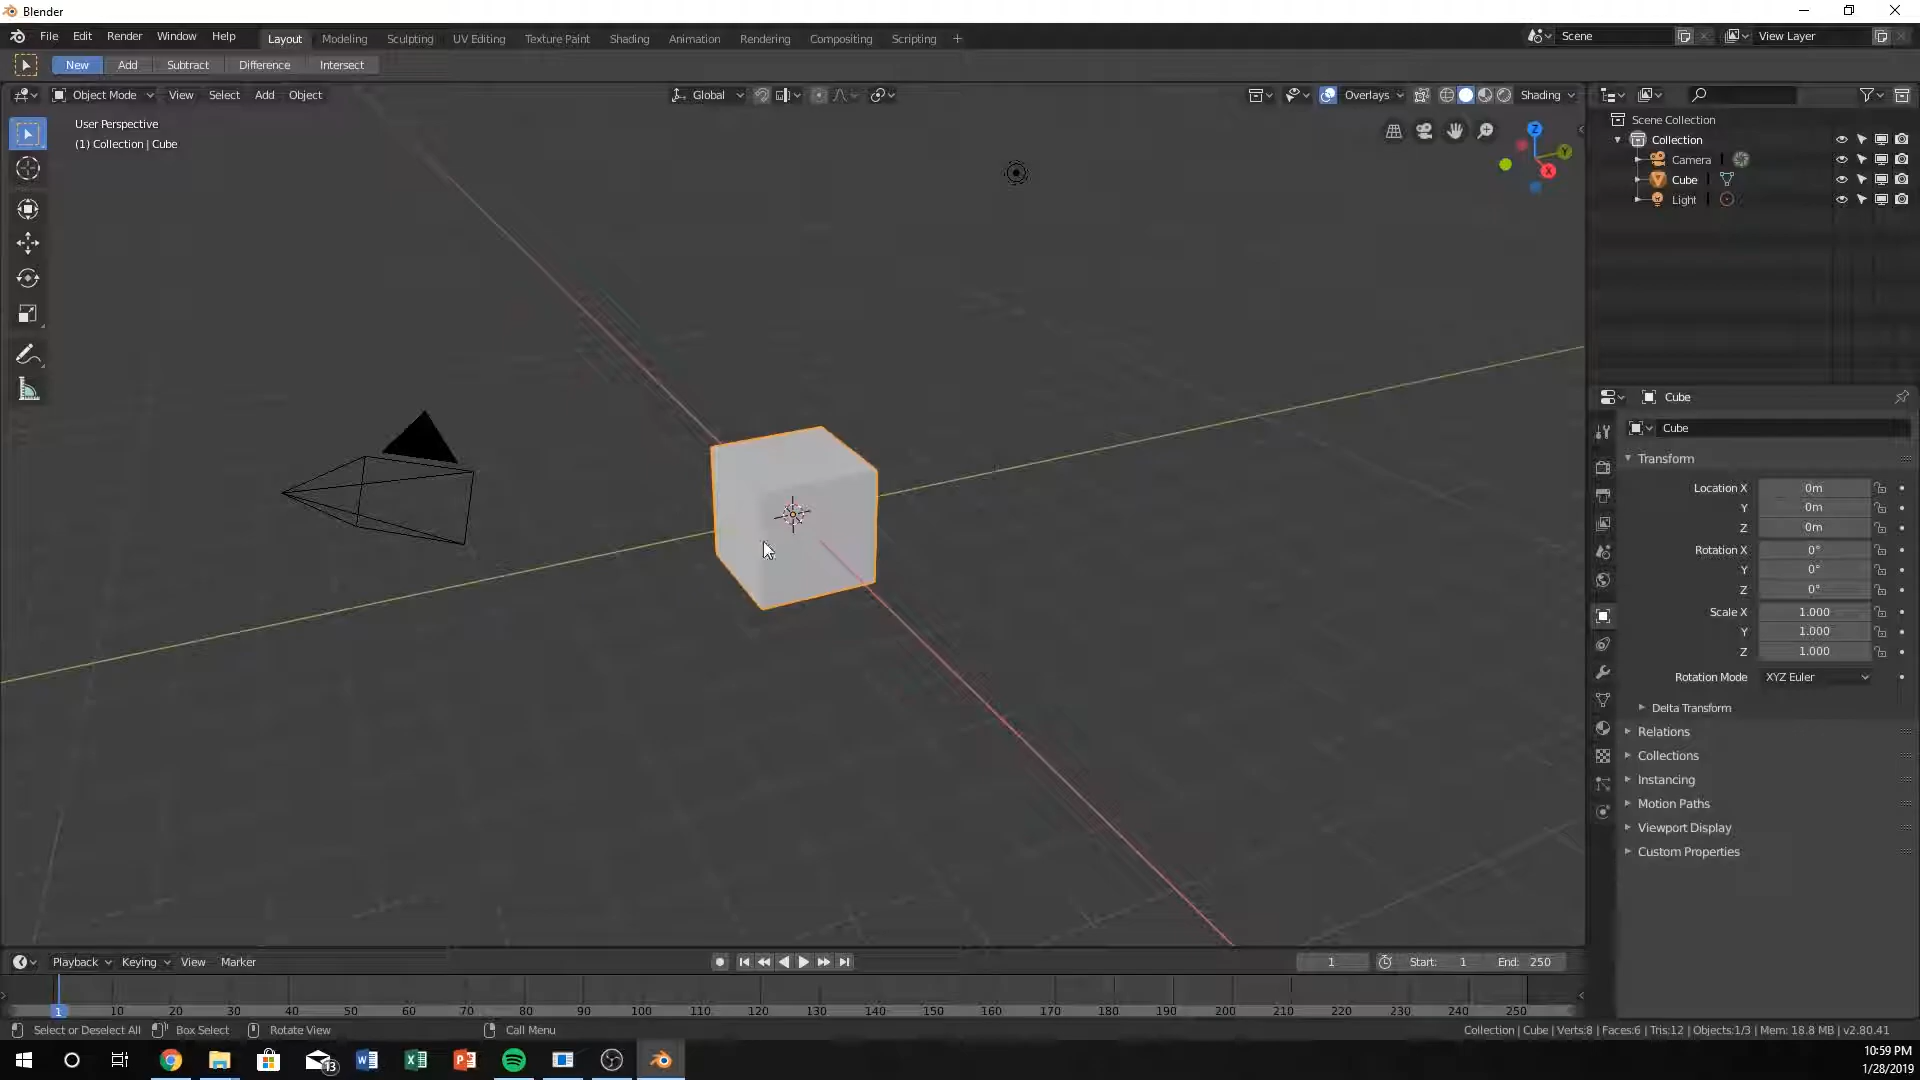 Blender
File Edit Render Window Help Layout Modeling Sculpting UV Editing Texture Paint Shading Animation Rendering Compositing Scripting + Scene View Layer
New Add Subtract Difference Intersect
Object Mode View Select Add Object Global Overlays Shading
User Perspective
(1) Collection | Cube
Z
Y
X
Scene Collection
Collection
Camera
Cube
Light
Cube
Cube
Transform
Location X 0m
Y 0m
Z 0m
Rotation X 0°
Y 0°
Z 0°
Scale X 1.000
Y 1.000
Z 1.000
Rotation Mode XYZ Euler
Delta Transform
Relations
Collections
Instancing
Motion Paths
Viewport Display
Custom Properties
Playback Keying View Marker 1 Start: 1 End: 250
1 10 20 30 40 50 60 70 80 90 100 110 120 130 140 150 160 170 180 190 200 210 220 230 240 250
Select or Deselect All Box Select Rotate View Call Menu Collection | Cube | Verts:8 | Faces:6 | Tris:12 | Objects:1/3 | Mem: 18.8 MB | v2.80.41
13
10:59 PM
1/28/2019